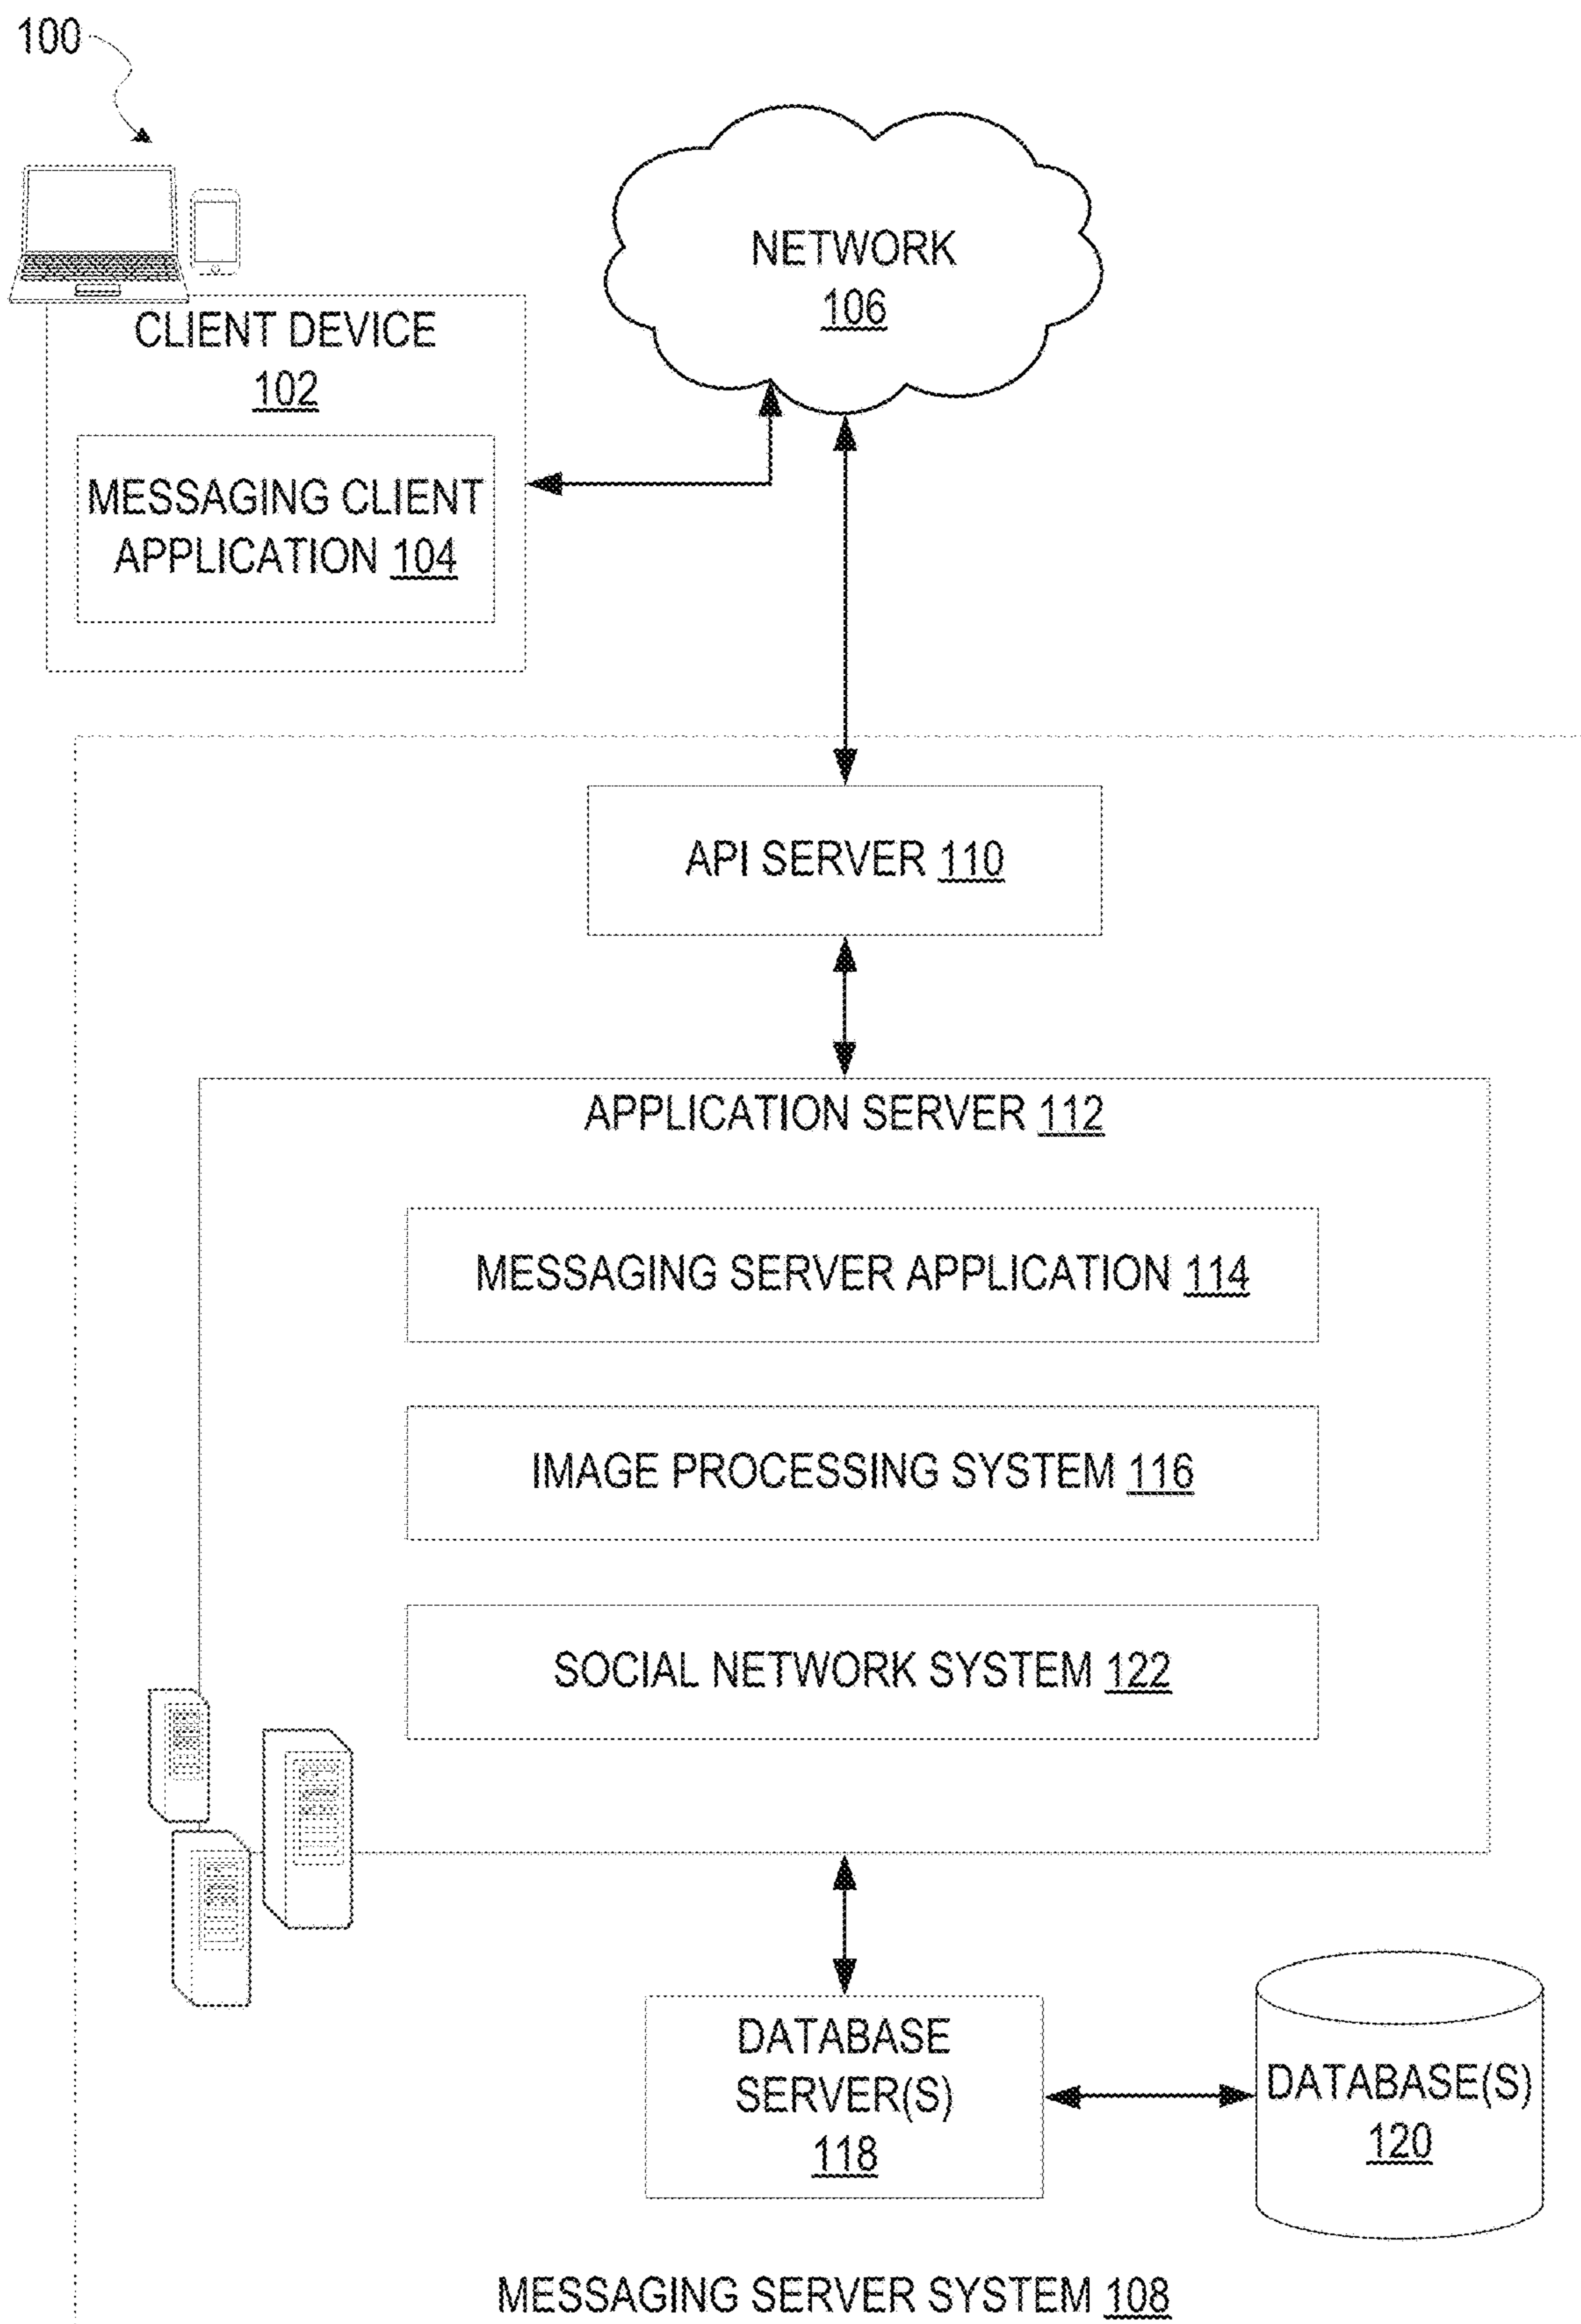 100
NETWORK
106
CLIENT DEVICE
102
MESSAGING CLIENT
APPLICATION 104
API SERVER 110
APPLICATION SERVER 112
MESSAGING SERVER APPLICATION 114
IMAGE PROCESSING SYSTEM 116
SOCIAL NETWORK SYSTEM 122
DATABASE
SERVER(S)
118
DATABASE(S)
120
MESSAGING SERVER SYSTEM 108